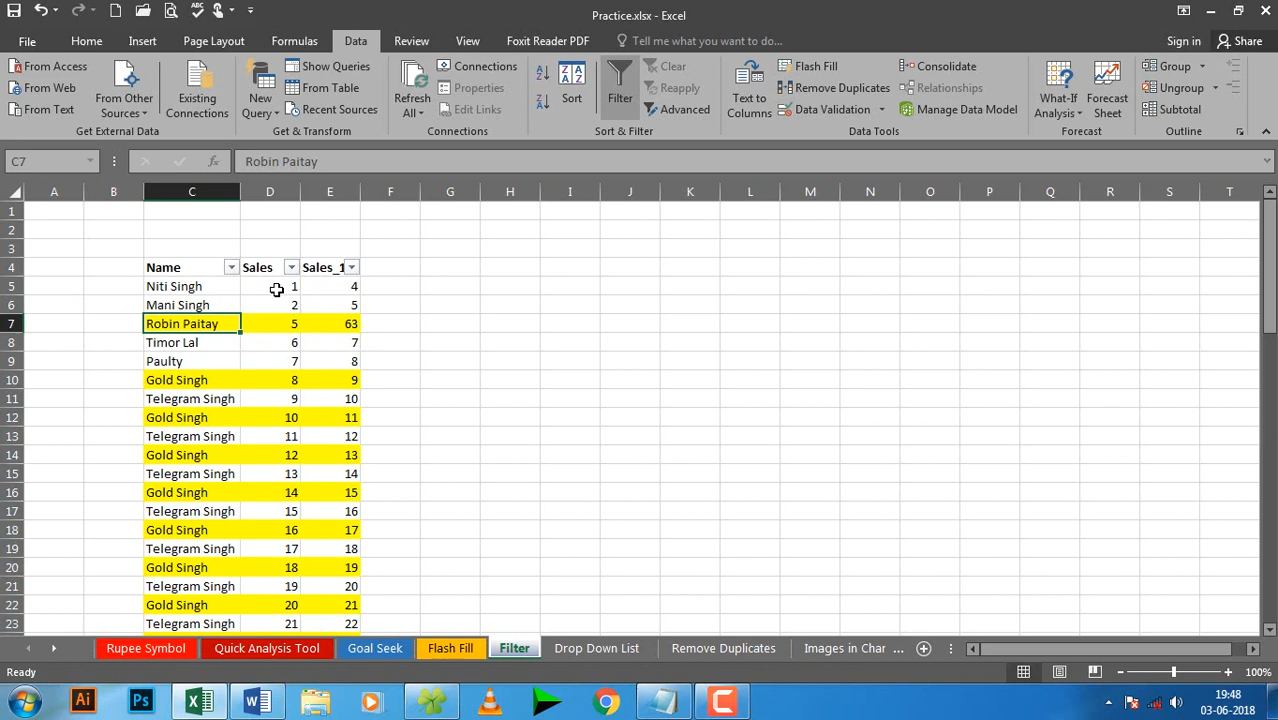 Practice.xlsx - Excel
File Home Insert Page Layout Formulas Data Review View Foxit Reader PDF Tell me what you want to do... Sign in Share
From Access
From Web
From Text
From Other Sources
Existing Connections
Get External Data
New Query
Show Queries
From Table
Recent Sources
Get & Transform
Refresh All
Connections
Properties
Edit Links
Connections
Sort
Filter
Clear
Reapply
Advanced
Sort & Filter
Text to Columns
Flash Fill
Remove Duplicates
Data Validation
Consolidate
Relationships
Manage Data Model
Data Tools
What-If Analysis
Forecast Sheet
Forecast
Group
Ungroup
Subtotal
Outline
C7 fx Robin Paitay
A B C D E F G H I J K L M N O P Q R S T
1
2
3
4 Name Sales Sales_1
5 Niti Singh 1 4
6 Mani Singh 2 5
7 Robin Paitay 5 63
8 Timor Lal 6 7
9 Paulty 7 8
10 Gold Singh 8 9
11 Telegram Singh 9 10
12 Gold Singh 10 11
13 Telegram Singh 11 12
14 Gold Singh 12 13
15 Telegram Singh 13 14
16 Gold Singh 14 15
17 Telegram Singh 15 16
18 Gold Singh 16 17
19 Telegram Singh 17 18
20 Gold Singh 18 19
21 Telegram Singh 19 20
22 Gold Singh 20 21
23 Telegram Singh 21 22
Rupee Symbol Quick Analysis Tool Goal Seek Flash Fill Filter Drop Down List Remove Duplicates Images in Char ...
Ready 100%
Ai Ps 19:48
03-06-2018